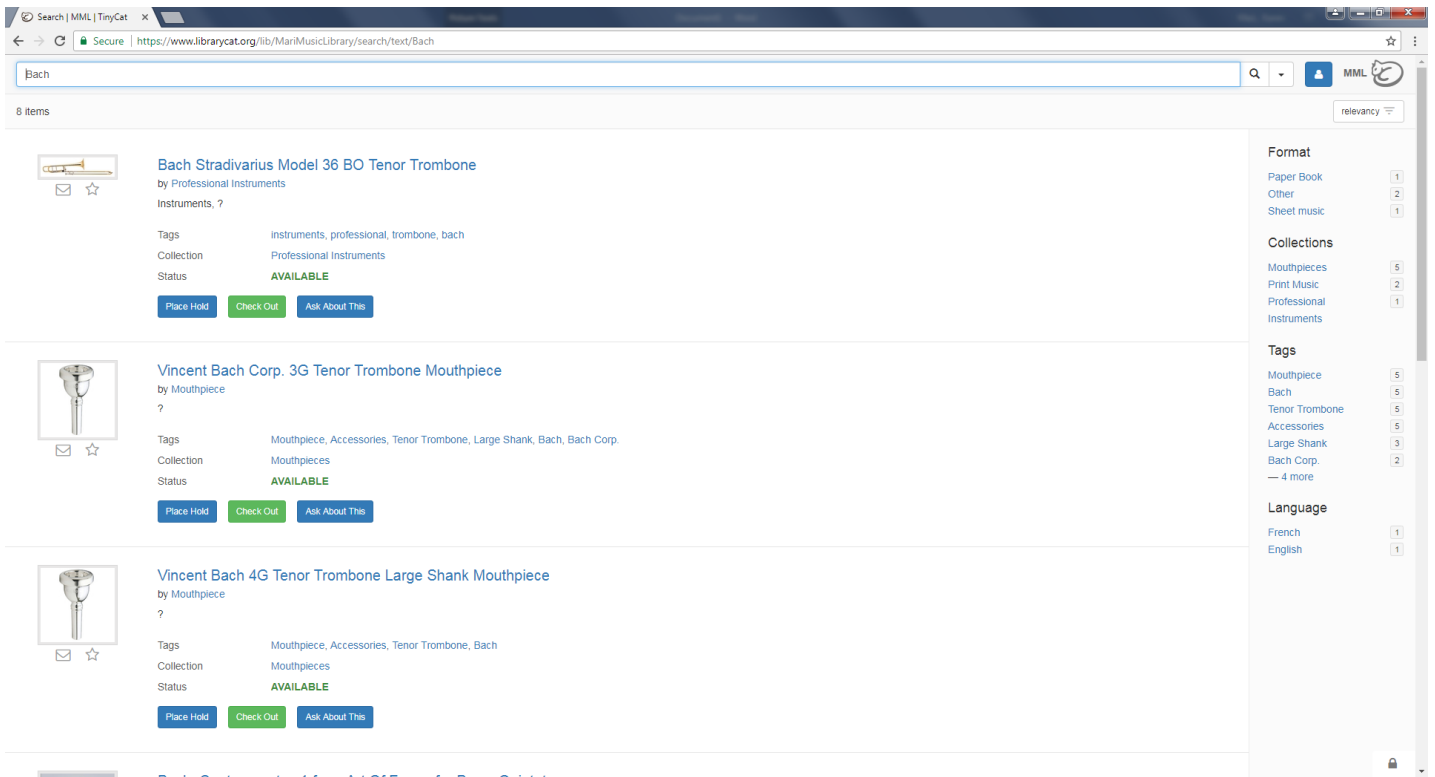 Search | MML | TinyCat
Secure | https://www.librarycat.org/lib/MariMusicLibrary/search/text/Bach
Bach
MML
8 items
relevancy
Bach Stradivarius Model 36 BO Tenor Trombone
by Professional Instruments
Instruments, ?
Tags instruments, professional, trombone, bach
Collection Professional Instruments
Status AVAILABLE
Place Hold Check Out Ask About This
Vincent Bach Corp. 3G Tenor Trombone Mouthpiece
by Mouthpiece
?
Tags Mouthpiece, Accessories, Tenor Trombone, Large Shank, Bach, Bach Corp.
Collection Mouthpieces
Status AVAILABLE
Place Hold Check Out Ask About This
Vincent Bach 4G Tenor Trombone Large Shank Mouthpiece
by Mouthpiece
?
Tags Mouthpiece, Accessories, Tenor Trombone, Bach
Collection Mouthpieces
Status AVAILABLE
Place Hold Check Out Ask About This
Format
Paper Book 1
Other 2
Sheet music 1
Collections
Mouthpieces 5
Print Music 2
Professional 1
Instruments
Tags
Mouthpiece 5
Bach 5
Tenor Trombone 5
Accessories 5
Large Shank 3
Bach Corp. 2
— 4 more
Language
French 1
English 1